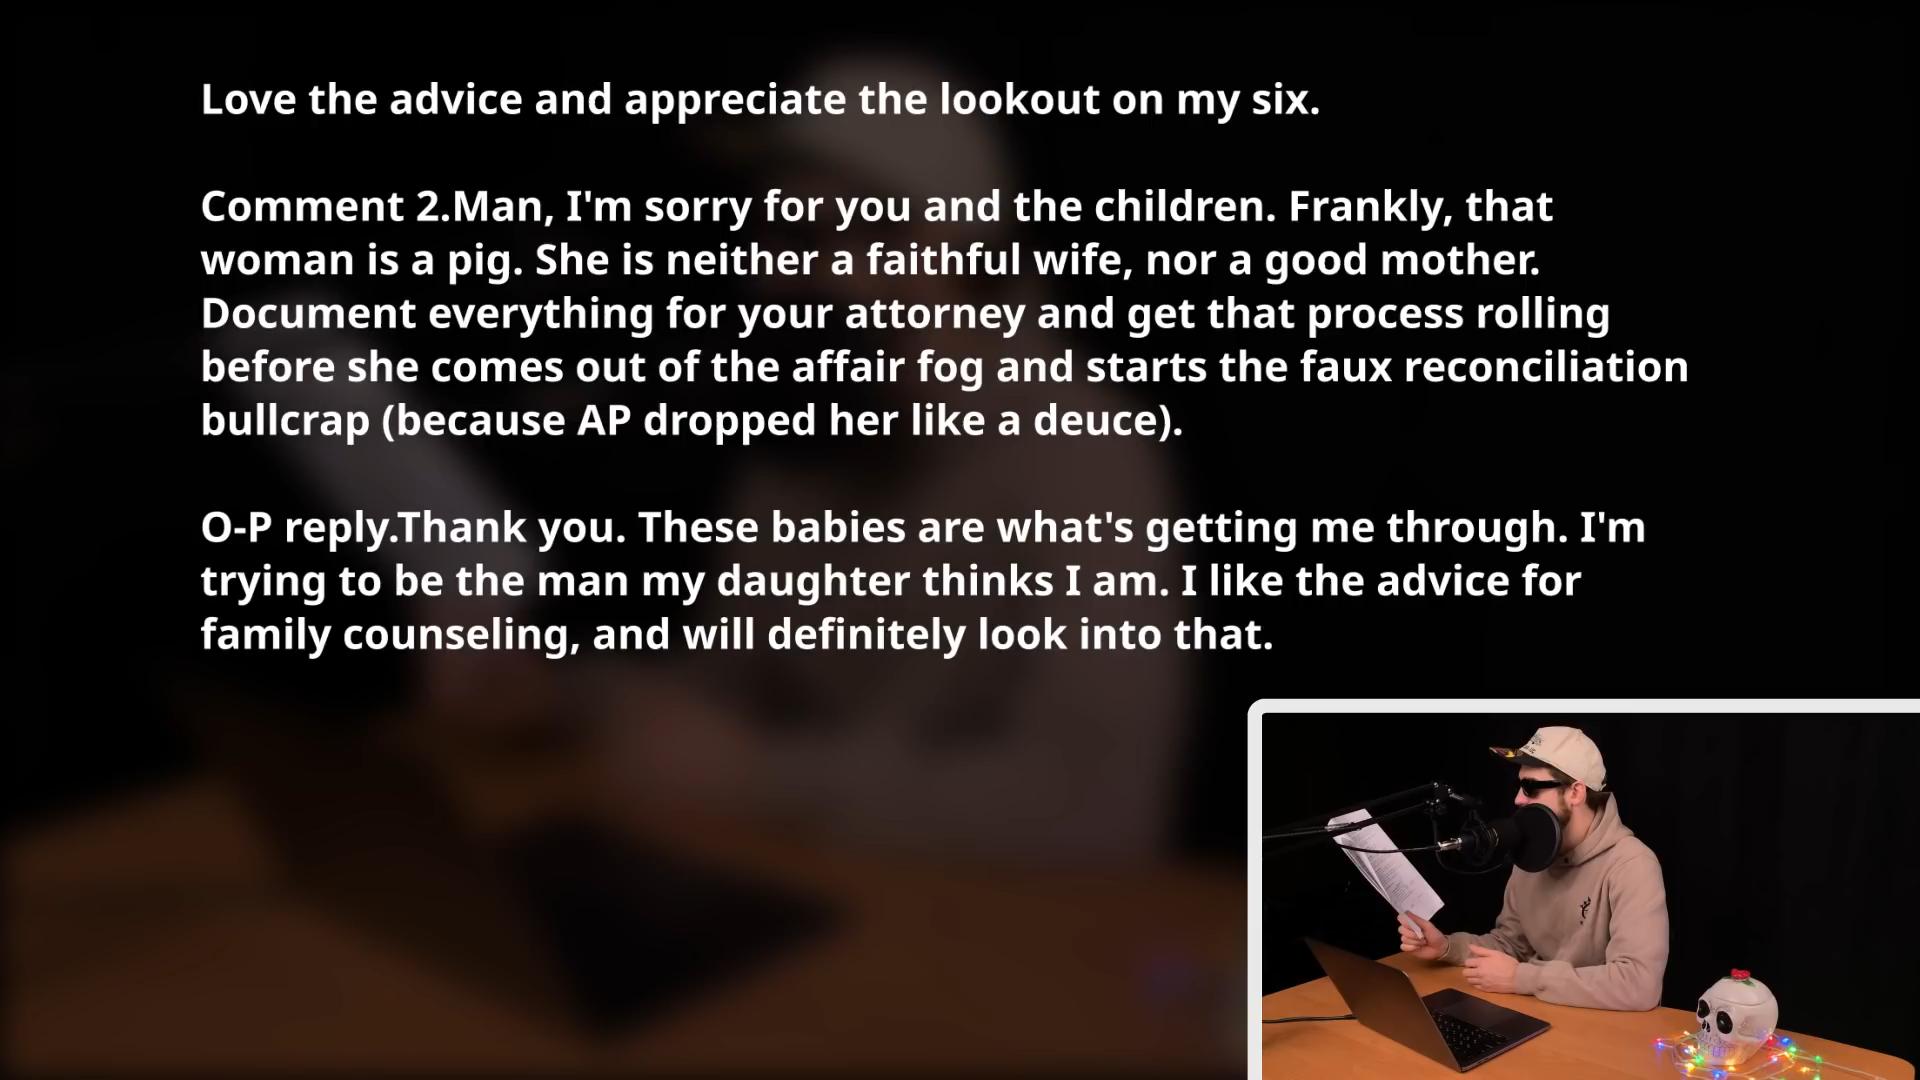 Love the advice and appreciate the lookout on my six.
Comment 2.Man, I'm sorry for you and the children. Frankly, that
woman is a pig. She is neither a faithful wife, nor a good mother.
Document everything for your attorney and get that process rolling
before she comes out of the affair fog and starts the faux reconciliation
bullcrap (because AP dropped her like a deuce).
O-P reply.Thank you. These babies are what's getting me through. I'm
trying to be the man my daughter thinks I am. I like the advice for
family counseling, and will definitely look into that.